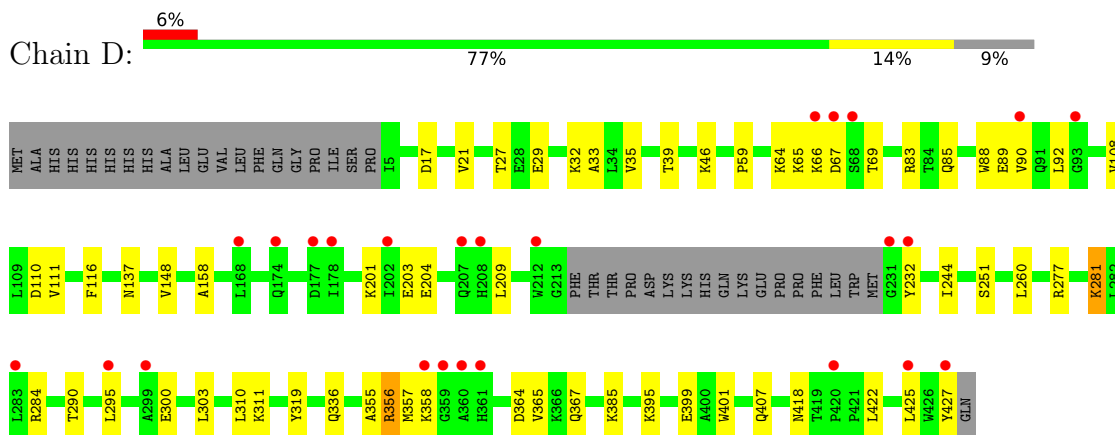 6%
Chain D:
77% 14% 9%
MET ALA HIS HIS HIS HIS HIS HIS ALA LEU GLU VAL LEU PHE GLN GLY PRO ILE SER PRO I5 D17 V21 T27 E28 E29 K32 A33 L34 V35 T39 K46 P59 K64 K65 K66 D67 S68 T69 R83 T84 Q85 W88 E89 V90 Q91 L92 G93 V108
L109 D110 V111 F116 N137 V148 A158 L168 Q174 D177 I178 K201 I202 E203 E204 Q207 H208 L209 W212 G213 PHE THR THR PRO ASP LYS LYS HIS GLN LYS GLU PRO PRO PHE LEU TRP MET G231 Y232 I244 S251 L260 R277 K281 L282
L283 R284 T290 L295 A299 E300 L303 L310 K311 Y319 Q336 A355 R356 M357 K358 G359 A360 H361 D364 V365 K366 Q367 K385 K395 E399 A400 W401 Q407 N418 T419 P420 P421 L422 L425 W426 Y427 GLN